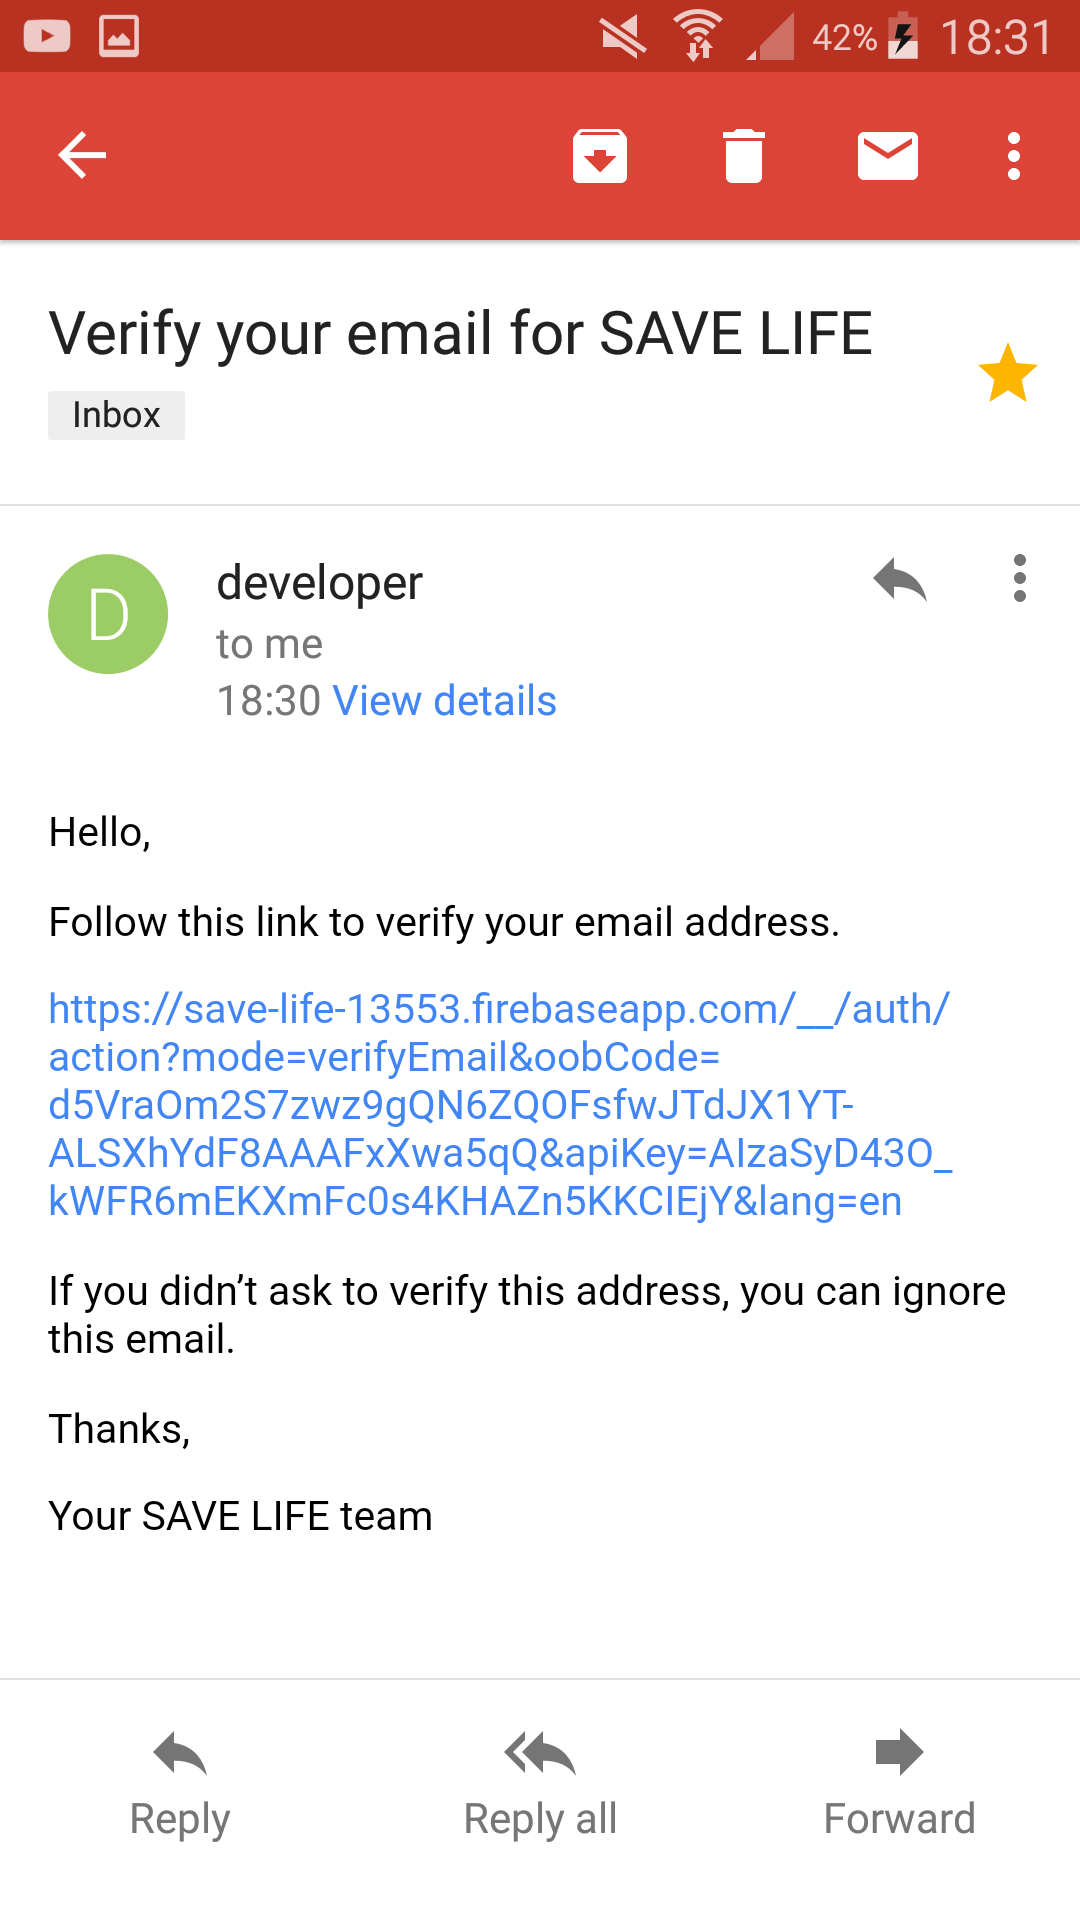 42% 18:31
Verify your email for SAVE LIFE
Inbox
D
developer
to me
18:30 View details
Hello,
Follow this link to verify your email address.
https://save-life-13553.firebaseapp.com/__/auth/
action?mode=verifyEmail&oobCode=
d5VraOm2S7zwz9gQN6ZQOFsfwJTdJX1YT-
ALSXhYdF8AAAFxXwa5qQ&apiKey=AIzaSyD43O_
kWFR6mEKXmFc0s4KHAZn5KKCIEjY&lang=en
If you didn’t ask to verify this address, you can ignore
this email.
Thanks,
Your SAVE LIFE team
Reply Reply all Forward